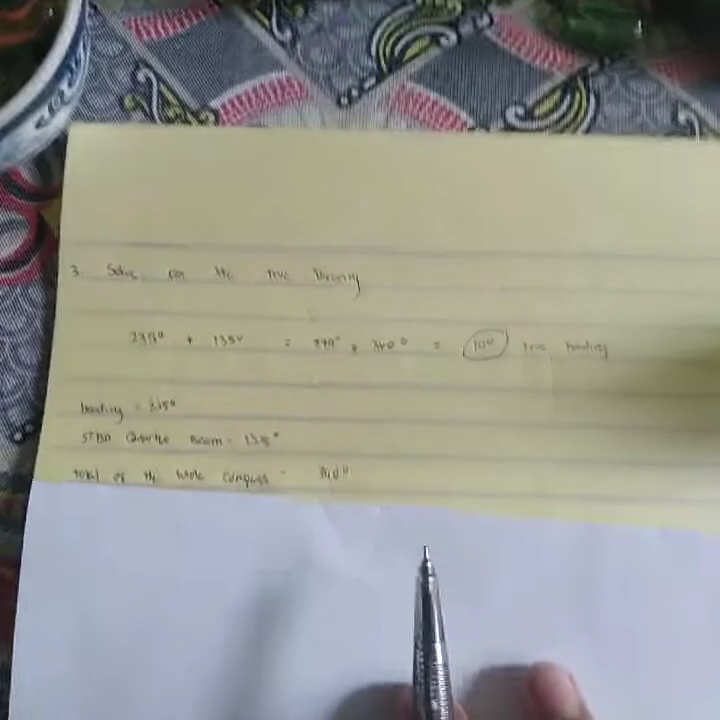 3. Solve for the true bearing
235° + 135° = 370° - 360° = 10° true heading
Heading = 235°
STBD Quarter Beam = 135°
total of the whole compass - 360°